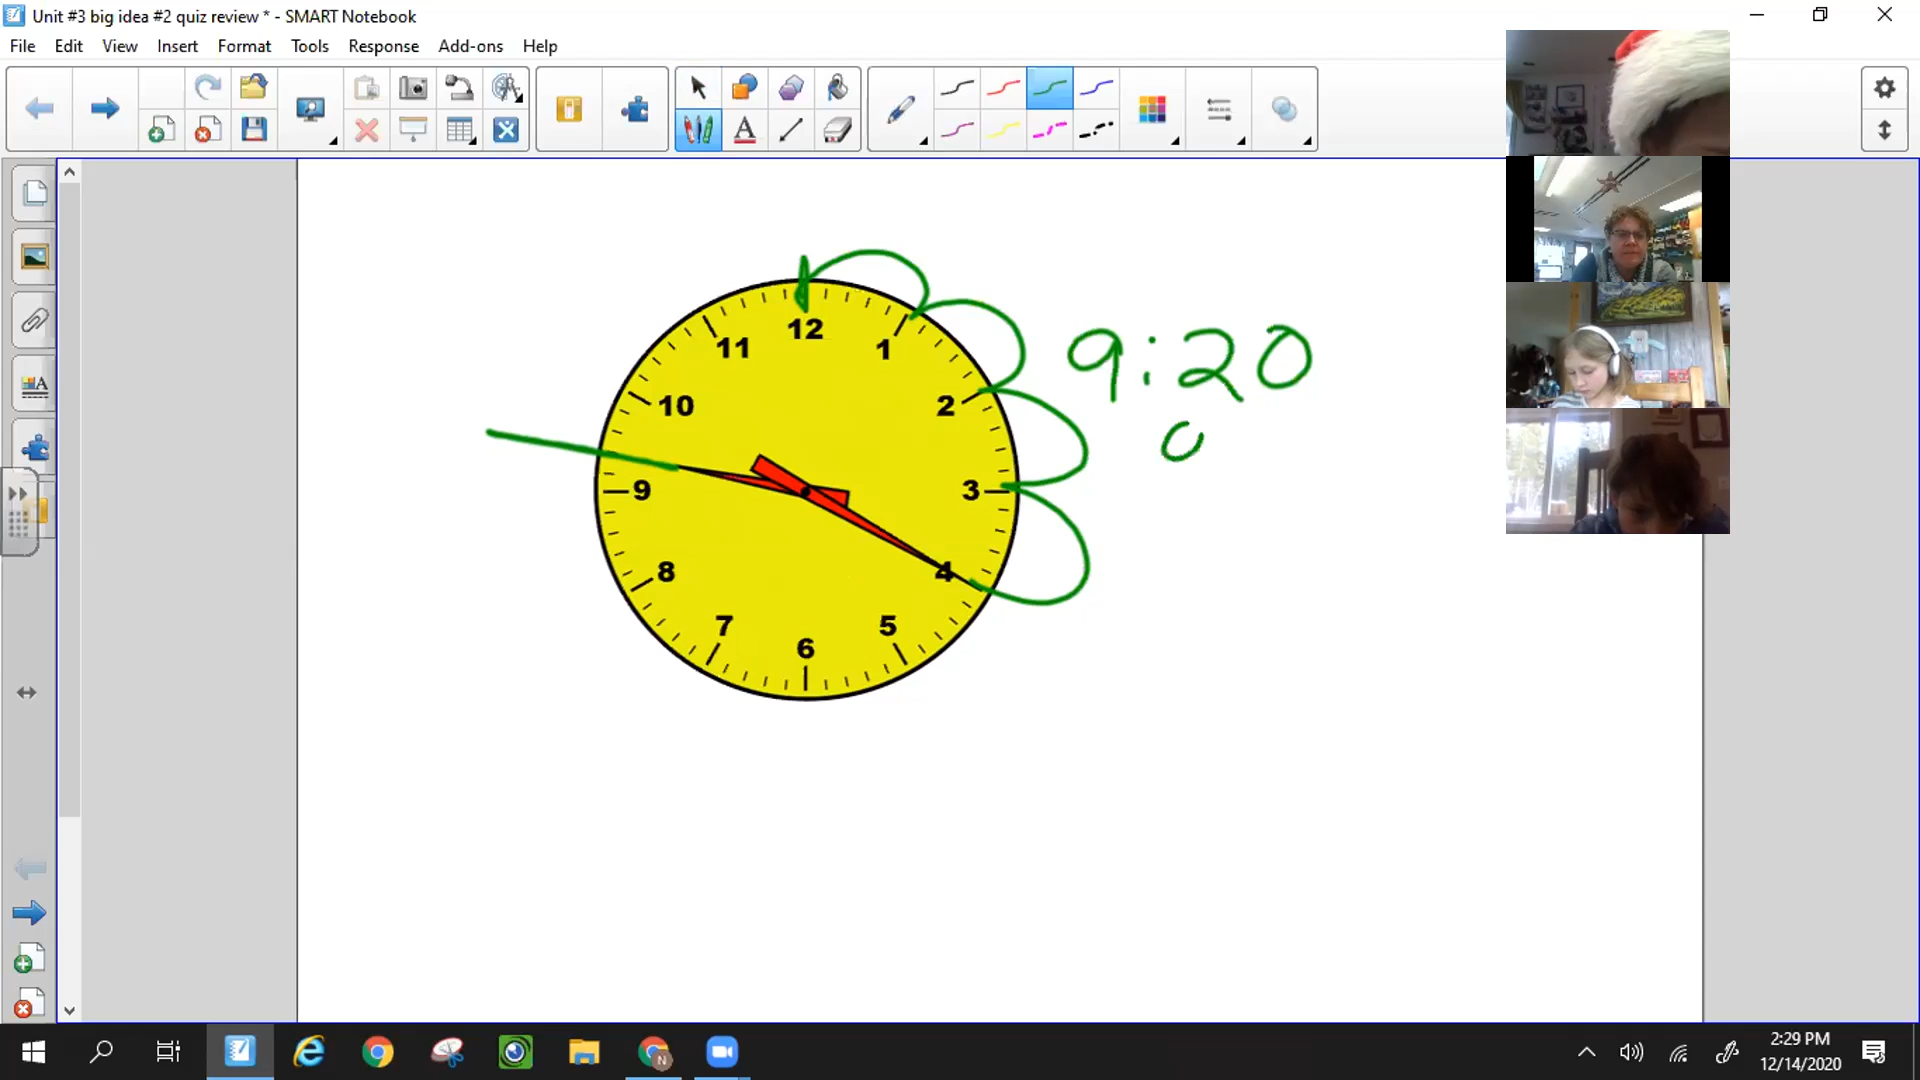 Unit #3 big idea #2 quiz review * - SMART Notebook
File Edit View Insert Format Tools Response Add-ons Help
12
11 1
10 2
9 3
8 4
7 5
6
9:20
0
N
2:29 PM
12/14/2020